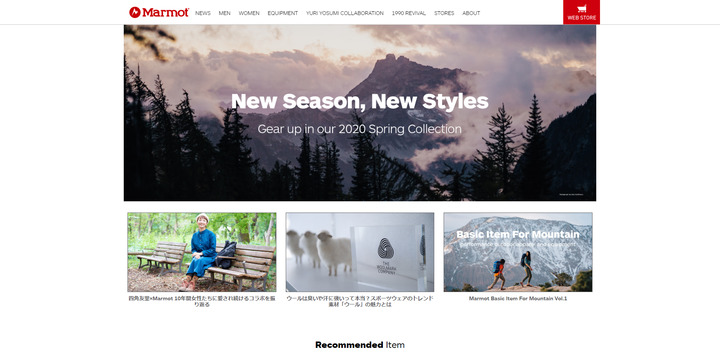 Marmot
NEWS MEN WOMEN EQUIPMENT YURI YOSUMI COLLABORATION 1990 REVIVAL STORES ABOUT
WEB STORE
New Season, New Styles
Gear up in our 2020 Spring Collection
THE
WOOLMARK
COMPANY
Basic Item For Mountain
四角友里×Marmot 10年間女性たちに愛され続けるコラボを振
り返る
ウールは臭いや汗に強いって本当？スポーツウェアのトレンド
素材「ウール」の魅力とは
Marmot Basic Item For Mountain Vol.1
Recommended Item